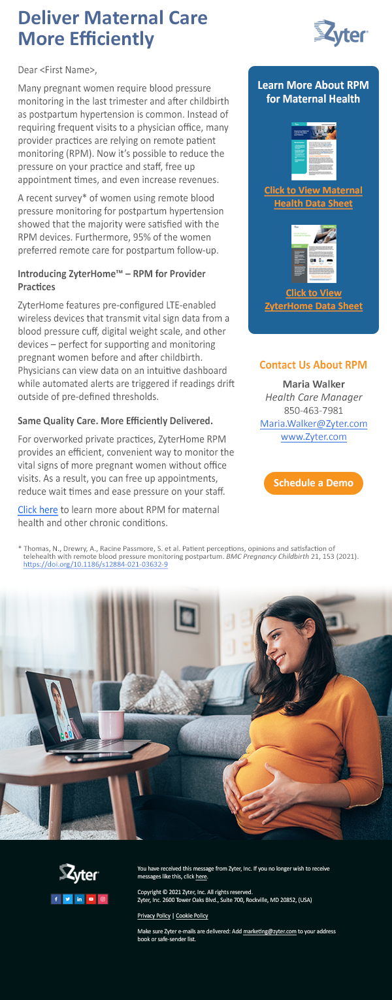 Deliver Maternal Care
More Efficiently
Zyter
Dear <First Name>,
Many pregnant women require blood pressure
monitoring in the last trimester and after childbirth
as postpartum hypertension is common. Instead of
requiring frequent visits to a physician office, many
provider practices are relying on remote patient
monitoring (RPM). Now it's possible to reduce the
pressure on your practice and staff, free up
appointment times, and even increase revenues.
A recent survey* of women using remote blood
pressure monitoring for postpartum hypertension
showed that the majority were satisfied with the
RPM devices. Furthermore, 95% of the women
preferred remote care for postpartum follow-up.
Introducing ZyterHome™ – RPM for Provider
Practices
ZyterHome features pre-configured LTE-enabled
wireless devices that transmit vital sign data from a
blood pressure cuff, digital weight scale, and other
devices – perfect for supporting and monitoring
pregnant women before and after childbirth.
Physicians can view data on an intuitive dashboard
while automated alerts are triggered if readings drift
outside of pre-defined thresholds.
Same Quality Care. More Efficiently Delivered.
For overworked private practices, ZyterHome RPM
provides an efficient, convenient way to monitor the
vital signs of more pregnant women without office
visits. As a result, you can free up appointments,
reduce wait times and ease pressure on your staff.
Click here to learn more about RPM for maternal
health and other chronic conditions.
Learn More About RPM
for Maternal Health
Click to View Maternal
Health Data Sheet
Click to View
ZyterHome Data Sheet
Contact Us About RPM
Maria Walker
Health Care Manager
850-463-7981
Maria.Walker@Zyter.com
www.Zyter.com
Schedule a Demo
* Thomas, N., Drewry, A., Racine Passmore, S. et al. Patient perceptions, opinions and satisfaction of
telehealth with remote blood pressure monitoring postpartum. BMC Pregnancy Childbirth 21, 153 (2021).
https://doi.org/10.1186/s12884-021-03632-9
Zyter
You have received this message from Zyter, Inc. If you no longer wish to receive
messages like this, click here.
Copyright © 2021 Zyter, Inc. All rights reserved.
Zyter, Inc. 2600 Tower Oaks Blvd., Suite 700, Rockville, MD 20852, (USA)
Privacy Policy | Cookie Policy
Make sure Zyter e-mails are delivered: Add marketing@zyter.com to your address
book or safe-sender list.